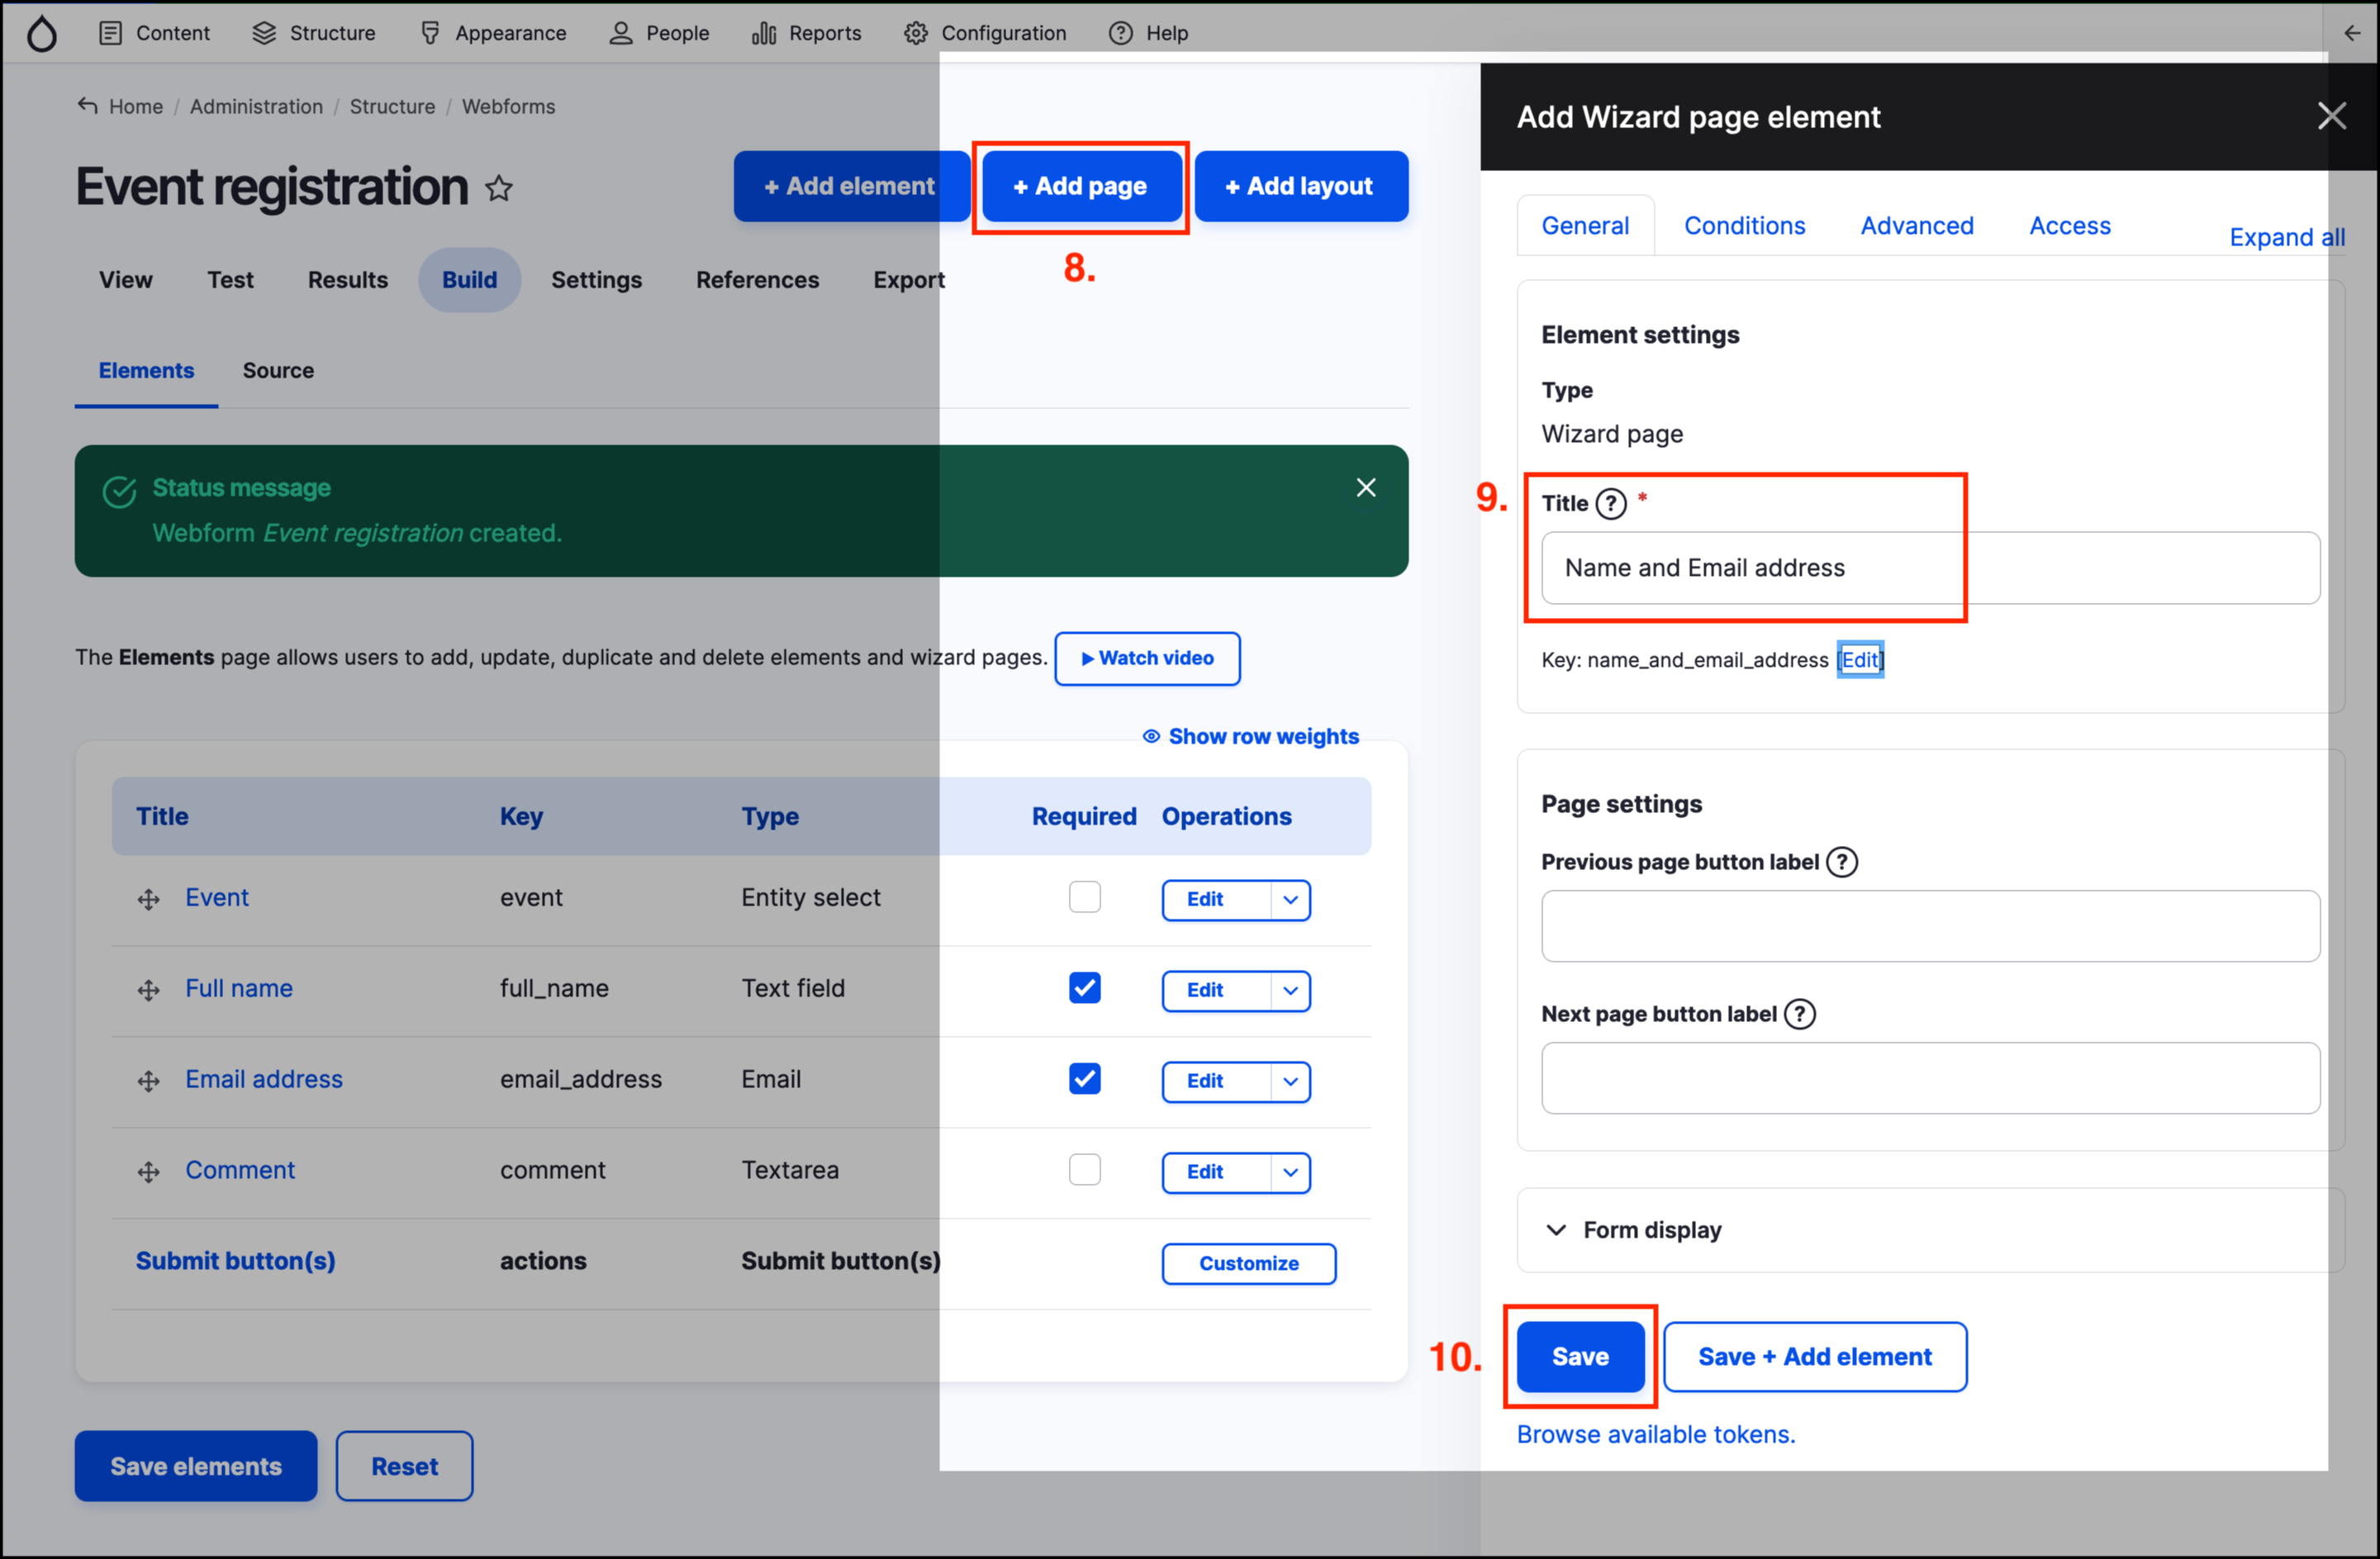 Content Structure Appearance People Reports Configuration Help
Home / Administration / Structure / Webforms
Event registration
+ Add element + Add page + Add layout
8.
View Test Results Build Settings References Export
Elements Source
Status message
Webform Event registration created.
The Elements page allows users to add, update, duplicate and delete elements and wizard pages. Watch video
Show row weights
Title Key Type Required Operations
Event event Entity select Edit
Full name full_name Text field Edit
Email address email_address Email Edit
Comment comment Textarea Edit
Submit button(s) actions Submit button(s) Customize
Save elements Reset
Add Wizard page element
General Conditions Advanced Access Expand all
Element settings
Type
Wizard page
9.
Title ? *
Name and Email address
Key: name_and_email_address [Edit]
Page settings
Previous page button label ?
Next page button label ?
Form display
10.
Save Save + Add element
Browse available tokens.